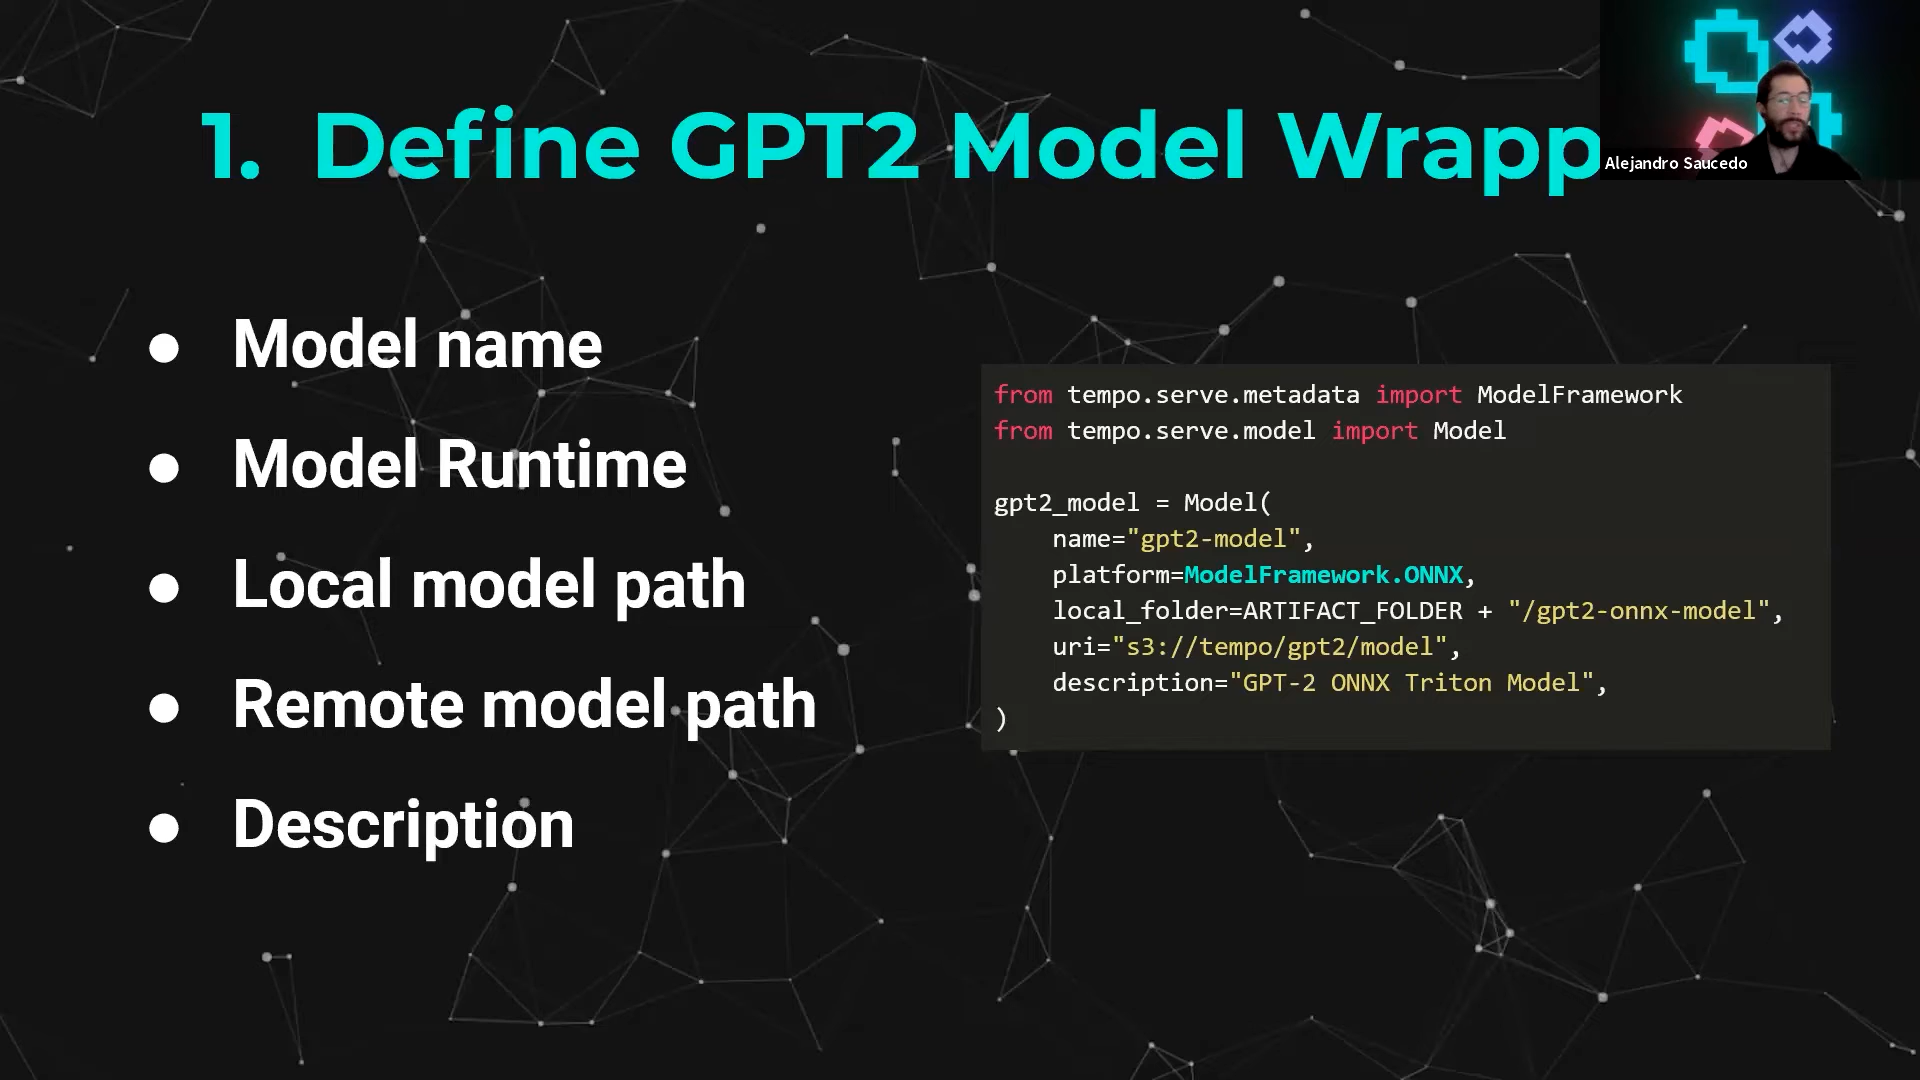 1. Define GPT2 Model Wrapp
Alejandro Saucedo
● Model name
● Model Runtime
● Local model path
● Remote model path
● Description
from tempo.serve.metadata import ModelFramework
from tempo.serve.model import Model
gpt2_model = Model(
    name="gpt2-model",
    platform=ModelFramework.ONNX,
    local_folder=ARTIFACT_FOLDER + "/gpt2-onnx-model",
    uri="s3://tempo/gpt2/model",
    description="GPT-2 ONNX Triton Model",
)